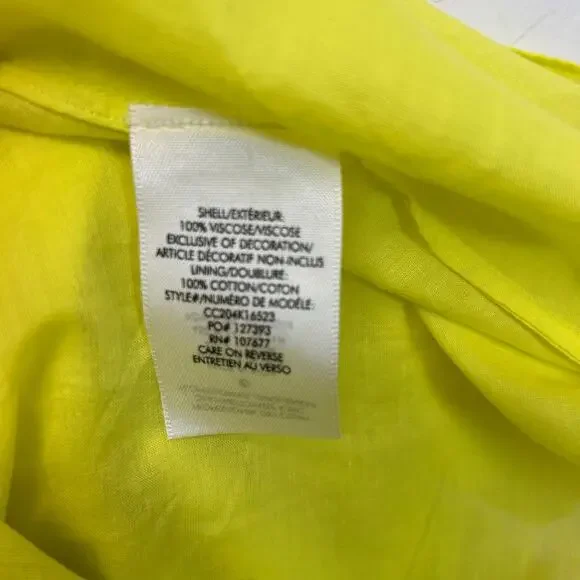 SHELL/EXTÉRIEUR:
100% VISCOSE/VISCOSE
EXCLUSIVE OF DECORATION/
ARTICLE DÉCORATIF NON-INCLUS
LINING/DOUBLURE:
100% COTTON/COTON
STYLE#/NUMÉRO DE MODÈLE:
CC204K16523
PO# 127393
RN# 107677
CARE ON REVERSE
ENTRETIEN AU VERSO